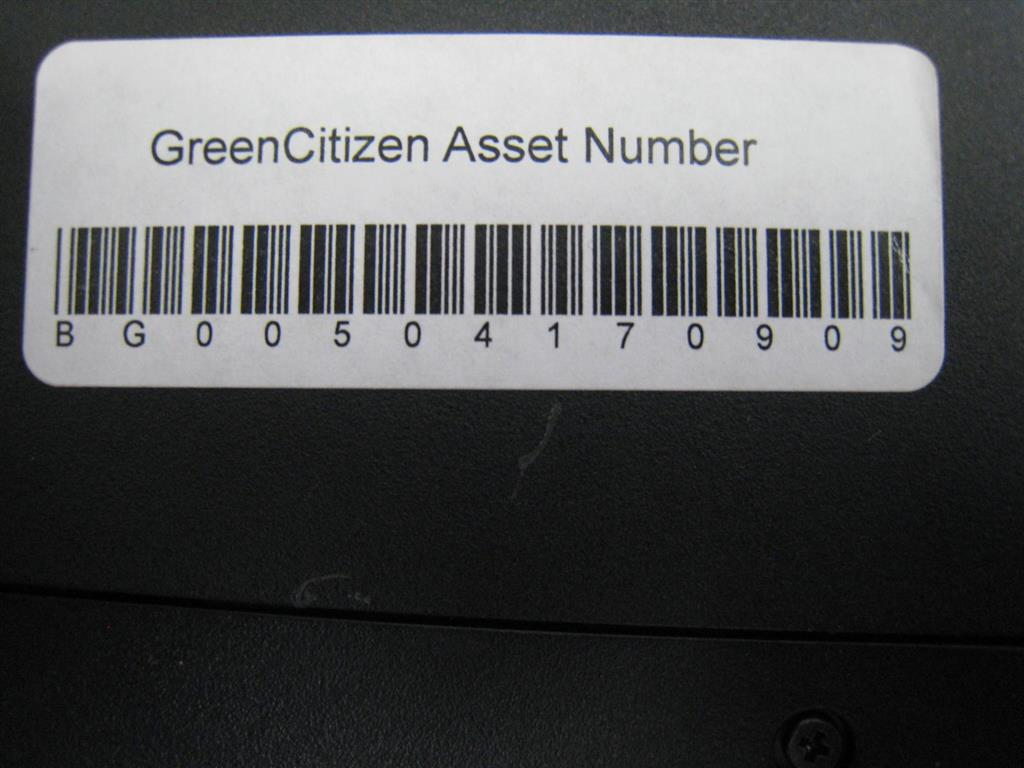 GreenCitizen Asset Number
B G 0 0 5 0 4 1 7 0 9 0 9